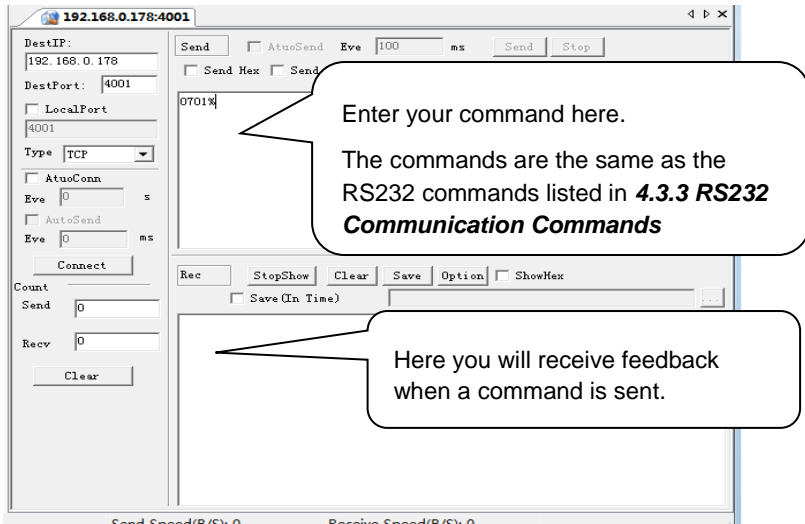 192.168.0.178:4001
DestIP:
192.168.0.178
DestPort: 4001
LocalPort
4001
Type TCP
AtuoConn
Eve 0 s
AutoSend
Eve 0 ms
Connect
Count
Send 0
Recv 0
Clear
Send AtuoSend Eve 100 ms Send Stop
Send Hex Send
0701%
Enter your command here.
The commands are the same as the
RS232 commands listed in 4.3.3 RS232
Communication Commands
Rec StopShow Clear Save Option ShowHex
Save(In Time) ...
Here you will receive feedback
when a command is sent.
Send Speed(B/S): 0 Receive Speed(B/S): 0